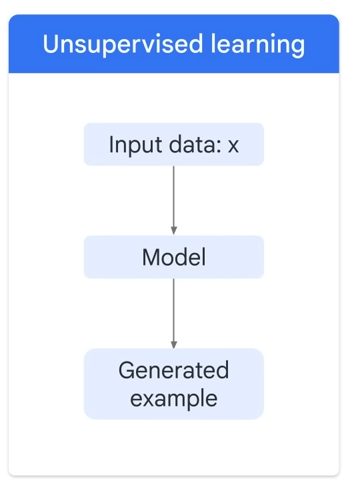 Unsupervised learning
Input data: x
Model
Generated
example